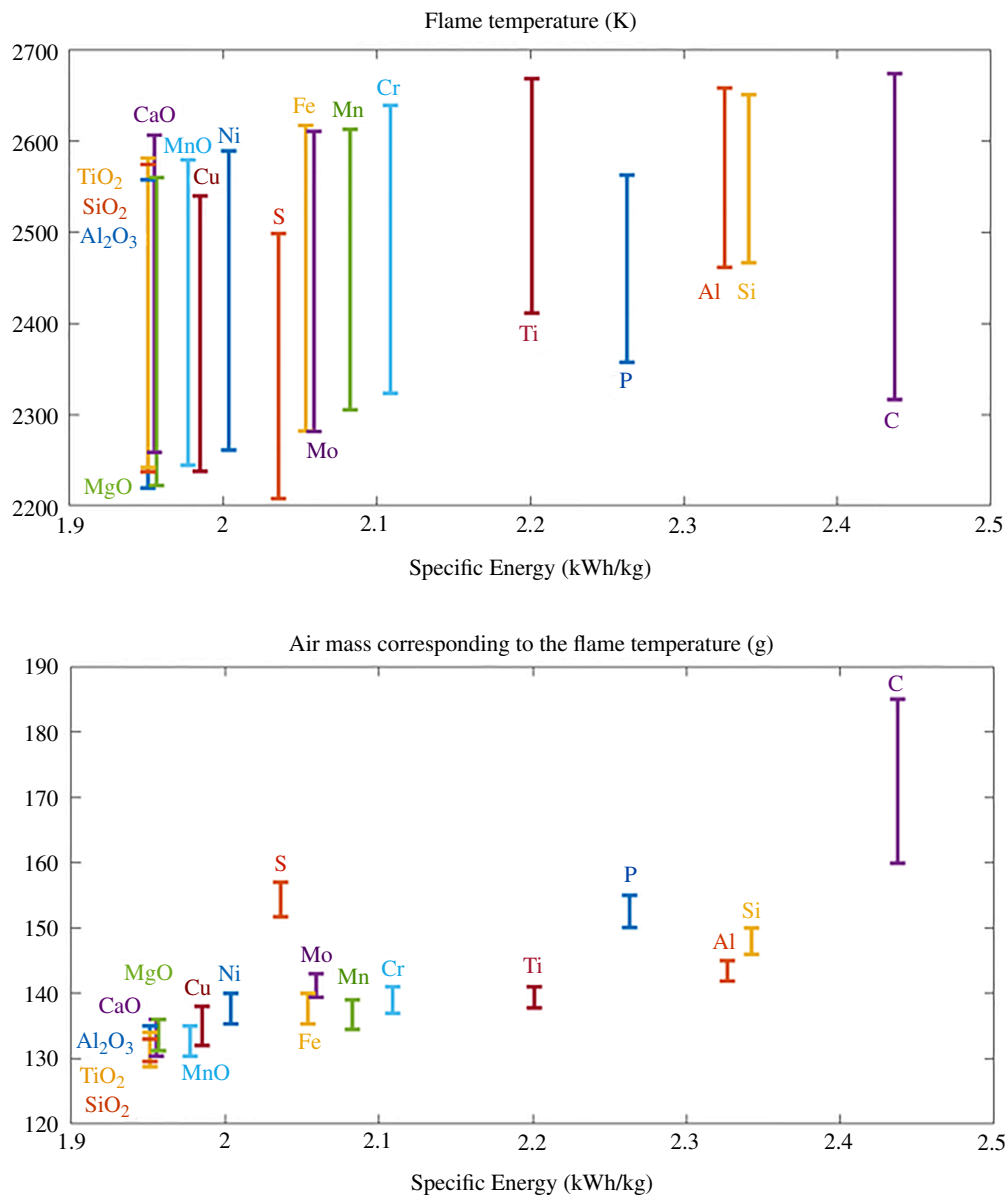 Flame temperature (K)
2700
2600
2500
2400
2300
2200
CaO
MnO
Ni
TiO₂
Cu
SiO₂
Al₂O₃
MgO
S
Fe
Mn
Cr
Mo
Ti
P
Al
Si
C
1.9
2
2.1
2.2
2.3
2.4
2.5
Specific Energy (kWh/kg)
Air mass corresponding to the flame temperature (g)
190
180
170
160
150
140
130
120
C
S
P
Si
Al
Mo
Mn
Cr
Ti
MgO
Cu
Ni
CaO
Al₂O₃
Fe
TiO₂
MnO
SiO₂
1.9
2
2.1
2.2
2.3
2.4
2.5
Specific Energy (kWh/kg)